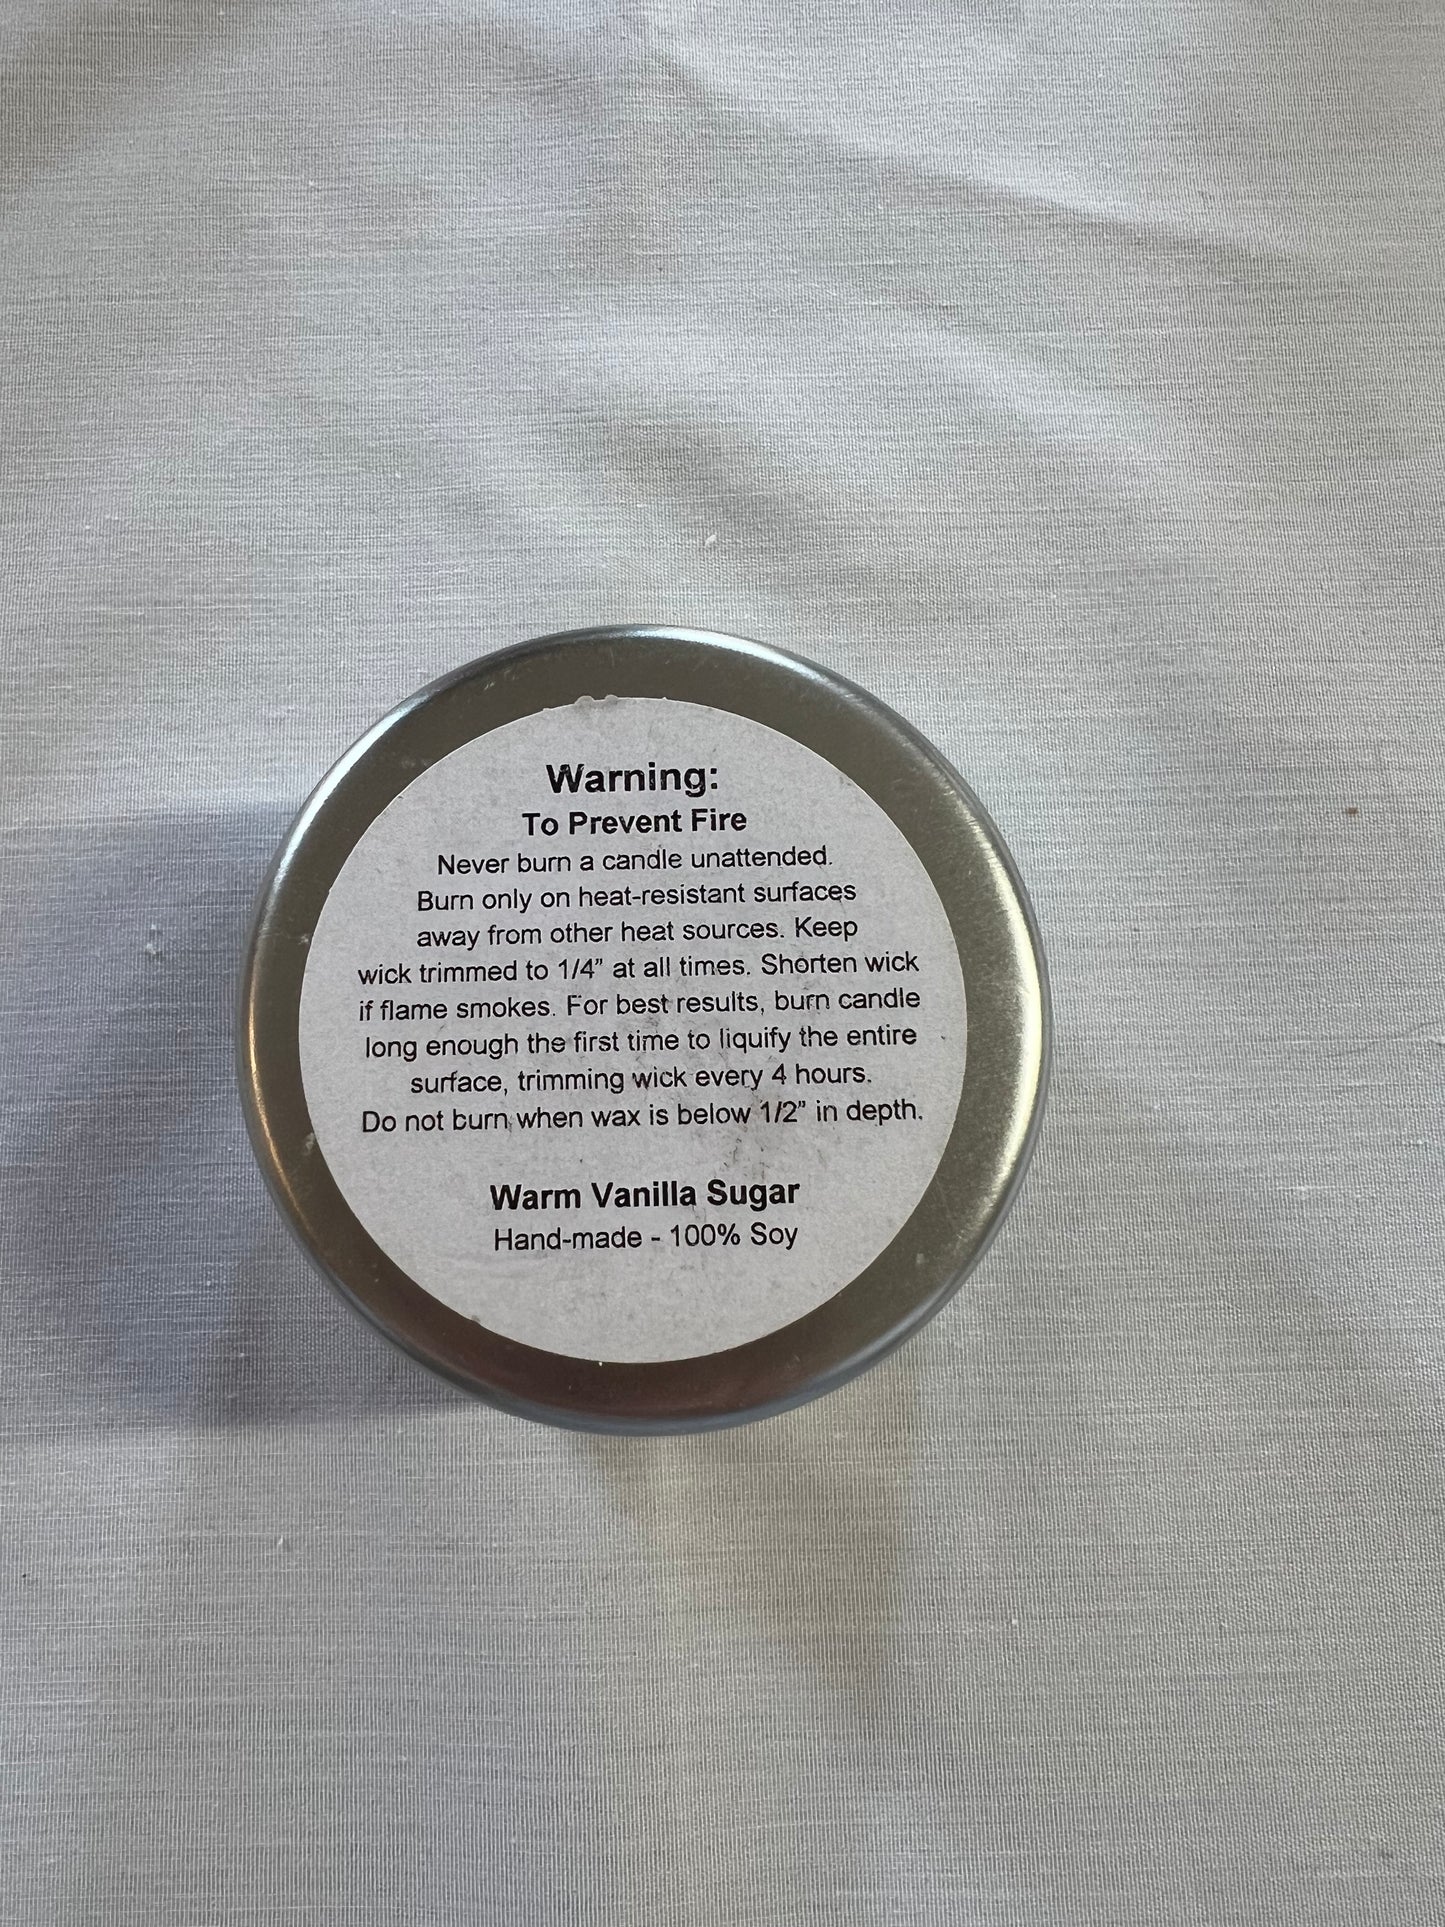 Warning:
To Prevent Fire
Never burn a candle unattended.
Burn only on heat-resistant surfaces
away from other heat sources. Keep
wick trimmed to 1/4” at all times. Shorten wick
if flame smokes. For best results, burn candle
long enough the first time to liquify the entire
surface, trimming wick every 4 hours.
Do not burn when wax is below 1/2” in depth.
Warm Vanilla Sugar
Hand-made - 100% Soy